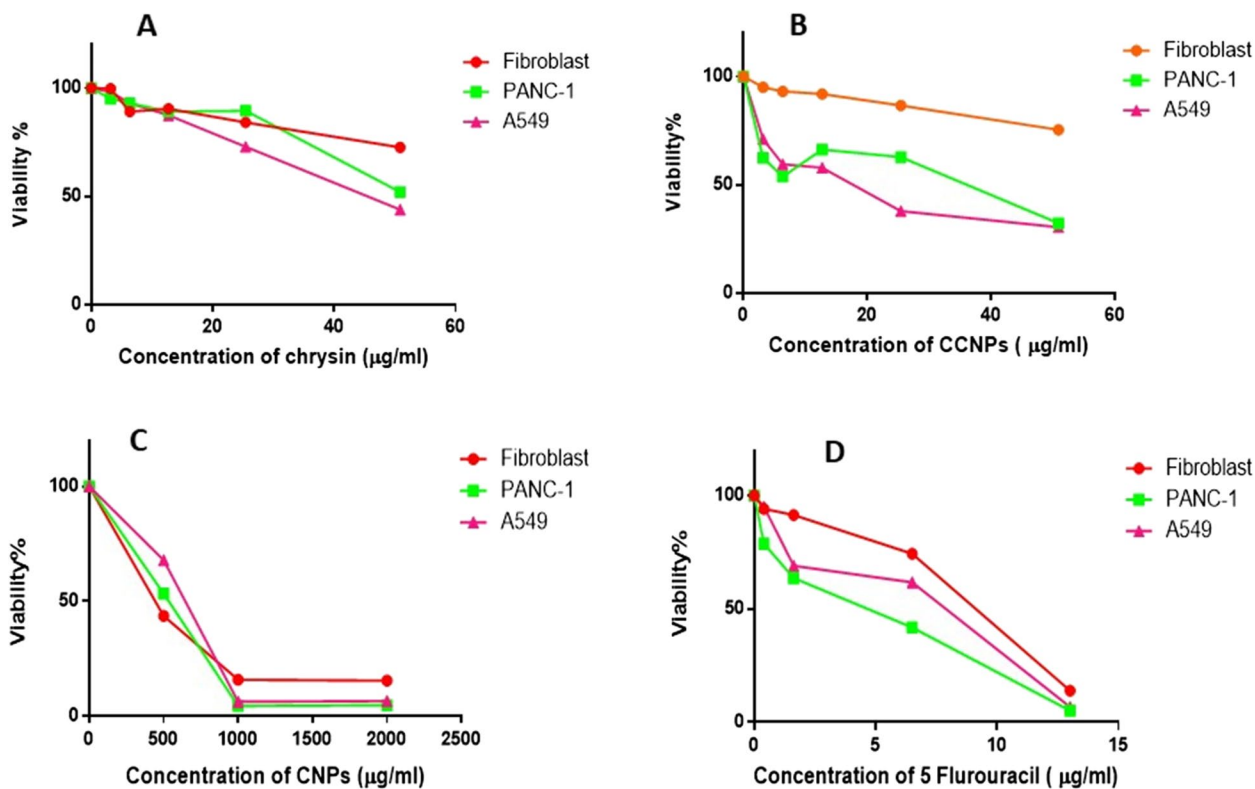 A
Fibroblast
PANC-1
A549
Viability %
100
50
0
0 20 40 60
Concentration of chrysin (μg/ml)
B
Fibroblast
PANC-1
A549
Viability%
100
50
0
0 20 40 60
Concentration of CCNPs ( μg/ml)
C
Fibroblast
PANC-1
A549
Viability%
100
50
0
0 500 1000 1500 2000 2500
Concentration of CNPs (μg/ml)
D
Fibroblast
PANC-1
A549
Viability%
100
50
0
0 5 10 15
Concentration of 5 Flurouracil ( μg/ml)